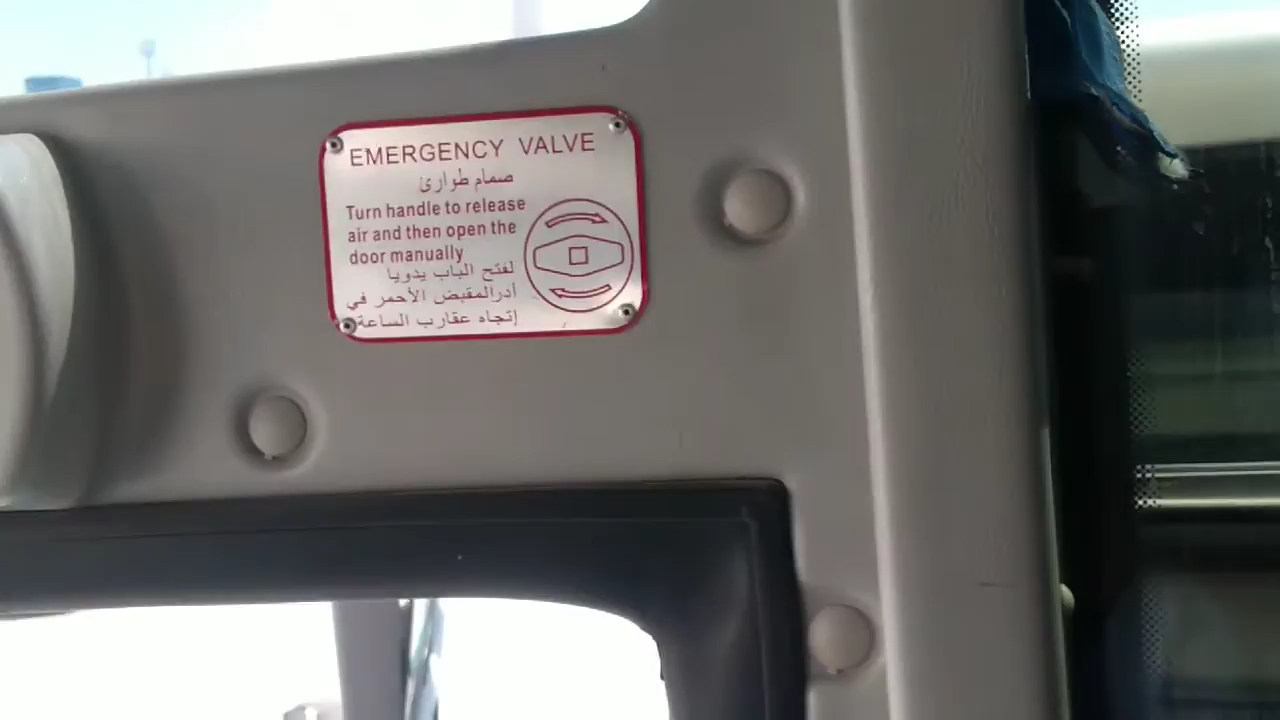 EMERGENCY VALVE
صمام طوارئ
Turn handle to release
air and then open the
door manually
لفتح الباب يدويا
أدرالمقبض الأحمر في
إتجاه عقارب الساعة